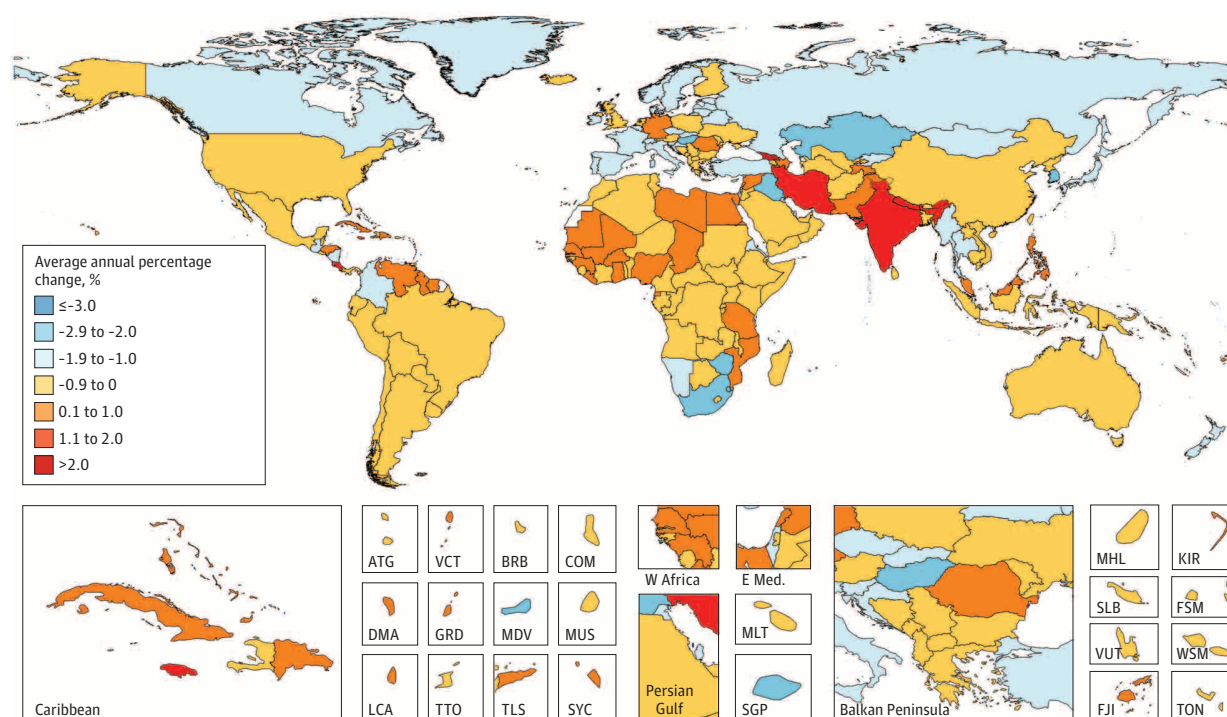 Average annual percentage
change, %
≤–3.0
–2.9 to –2.0
–1.9 to –1.0
–0.9 to 0
0.1 to 1.0
1.1 to 2.0
>2.0
Caribbean
ATG
VCT
BRB
COM
DMA
GRD
MDV
MUS
LCA
TTO
TLS
SYC
W Africa
E Med.
Persian
Gulf
MLT
SGP
Balkan Peninsula
MHL
KIR
SLB
FSM
VUT
WSM
FJI
TON